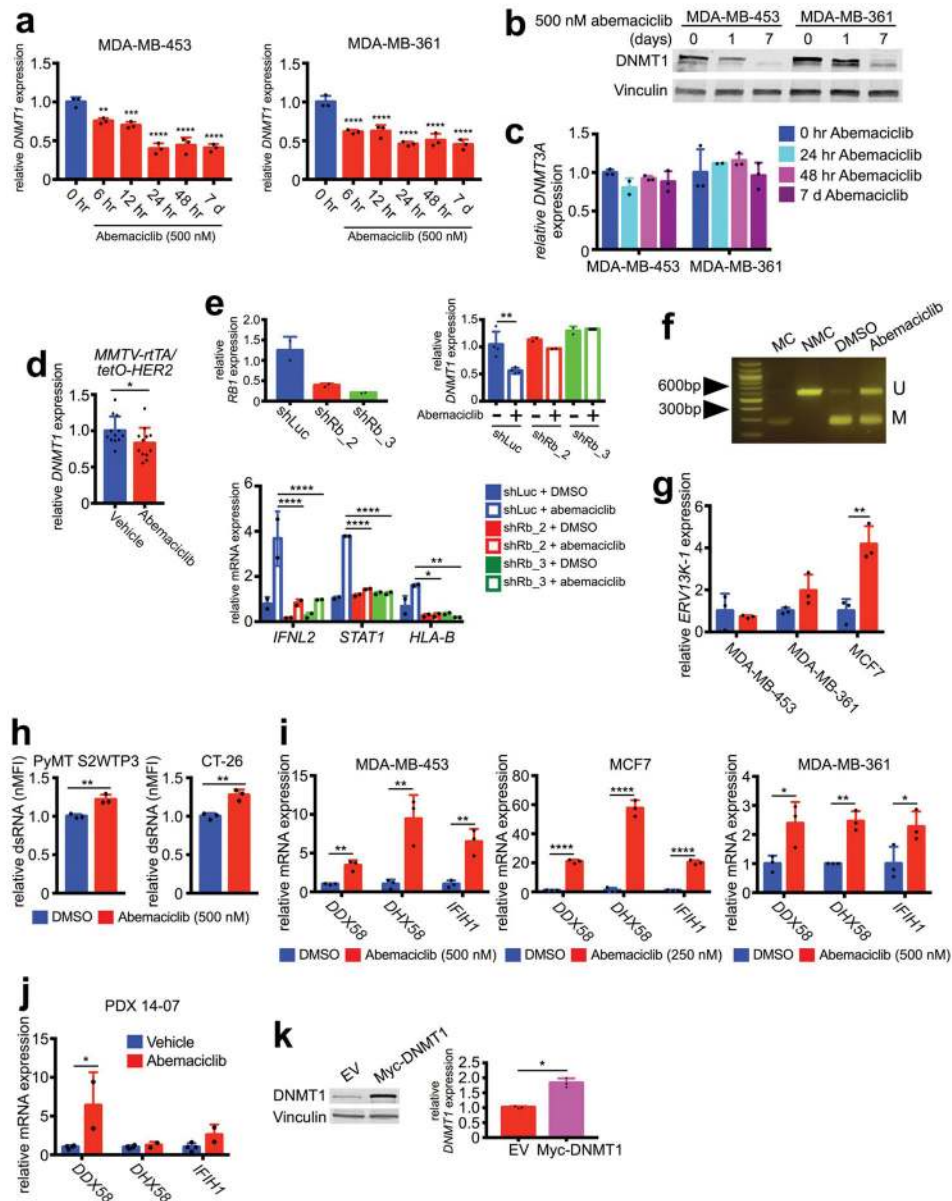 a
MDA-MB-453
relative DNMT1 expression
1.5
1.0
0.5
0
** *** **** **** ****
0 hr 6 hr 12 hr 24 hr 48 hr 7 d
Abemaciclib (500 nM)
MDA-MB-361
relative DNMT1 expression
1.5
1.0
0.5
0
**** **** **** **** ****
0 hr 6 hr 12 hr 24 hr 48 hr 7 d
Abemaciclib (500 nM)
b
500 nM abemaciclib MDA-MB-453 MDA-MB-361
(days) 0 1 7 0 1 7
DNMT1
Vinculin
c
relative DNMT3A
expression
1.5
1.0
0.5
0
MDA-MB-453 MDA-MB-361
0 hr Abemaciclib
24 hr Abemaciclib
48 hr Abemaciclib
7 d Abemaciclib
d
MMTV-rtTA/
tetO-HER2
relative DNMT1 expression
*
1.5
1.0
0.5
0
Vehicle Abemaciclib
e
relative
RB1 expression
2.0
1.5
1.0
0.5
0
shLuc shRb_2 shRb_3
relative
DNMT1 expression
**
1.5
1.0
0.5
0
Abemaciclib − + − + − +
shLuc shRb_2 shRb_3
relative mRNA expression
6
4
2
0
**** ****
**** ****
* **
IFNL2 STAT1 HLA-B
shLuc + DMSO
shLuc + abemaciclib
shRb_2 + DMSO
shRb_2 + abemaciclib
shRb_3 + DMSO
shRb_3 + abemaciclib
f
MC NMC DMSO Abemaciclib
600bp U
300bp M
g
relative ERV13K-1 expression
**
6
4
2
0
MDA-MB-453 MDA-MB-361 MCF7
h
PyMT S2WTP3
relative dsRNA (nMFI)
**
1.5
1.0
0.5
0
CT-26
relative dsRNA (nMFI)
**
1.5
1.0
0.5
0
DMSO Abemaciclib (500 nM)
i
MDA-MB-453
relative mRNA expression
15
10
5
0
** ** **
DDX58 DHX58 IFIH1
DMSO Abemaciclib (500 nM)
MCF7
relative mRNA expression
80
60
40
20
0
**** **** ****
DDX58 DHX58 IFIH1
DMSO Abemaciclib (250 nM)
MDA-MB-361
relative mRNA expression
4
3
2
1
0
* ** *
DDX58 DHX58 IFIH1
DMSO Abemaciclib (500 nM)
j
PDX 14-07
relative mRNA expression
15
10
5
0
*
Vehicle
Abemaciclib
DDX58 DHX58 IFIH1
k
EV Myc-DNMT1
DNMT1
Vinculin
relative
DNMT1 expression
*
2.5
2.0
1.5
1.0
0.5
0
EV Myc-DNMT1